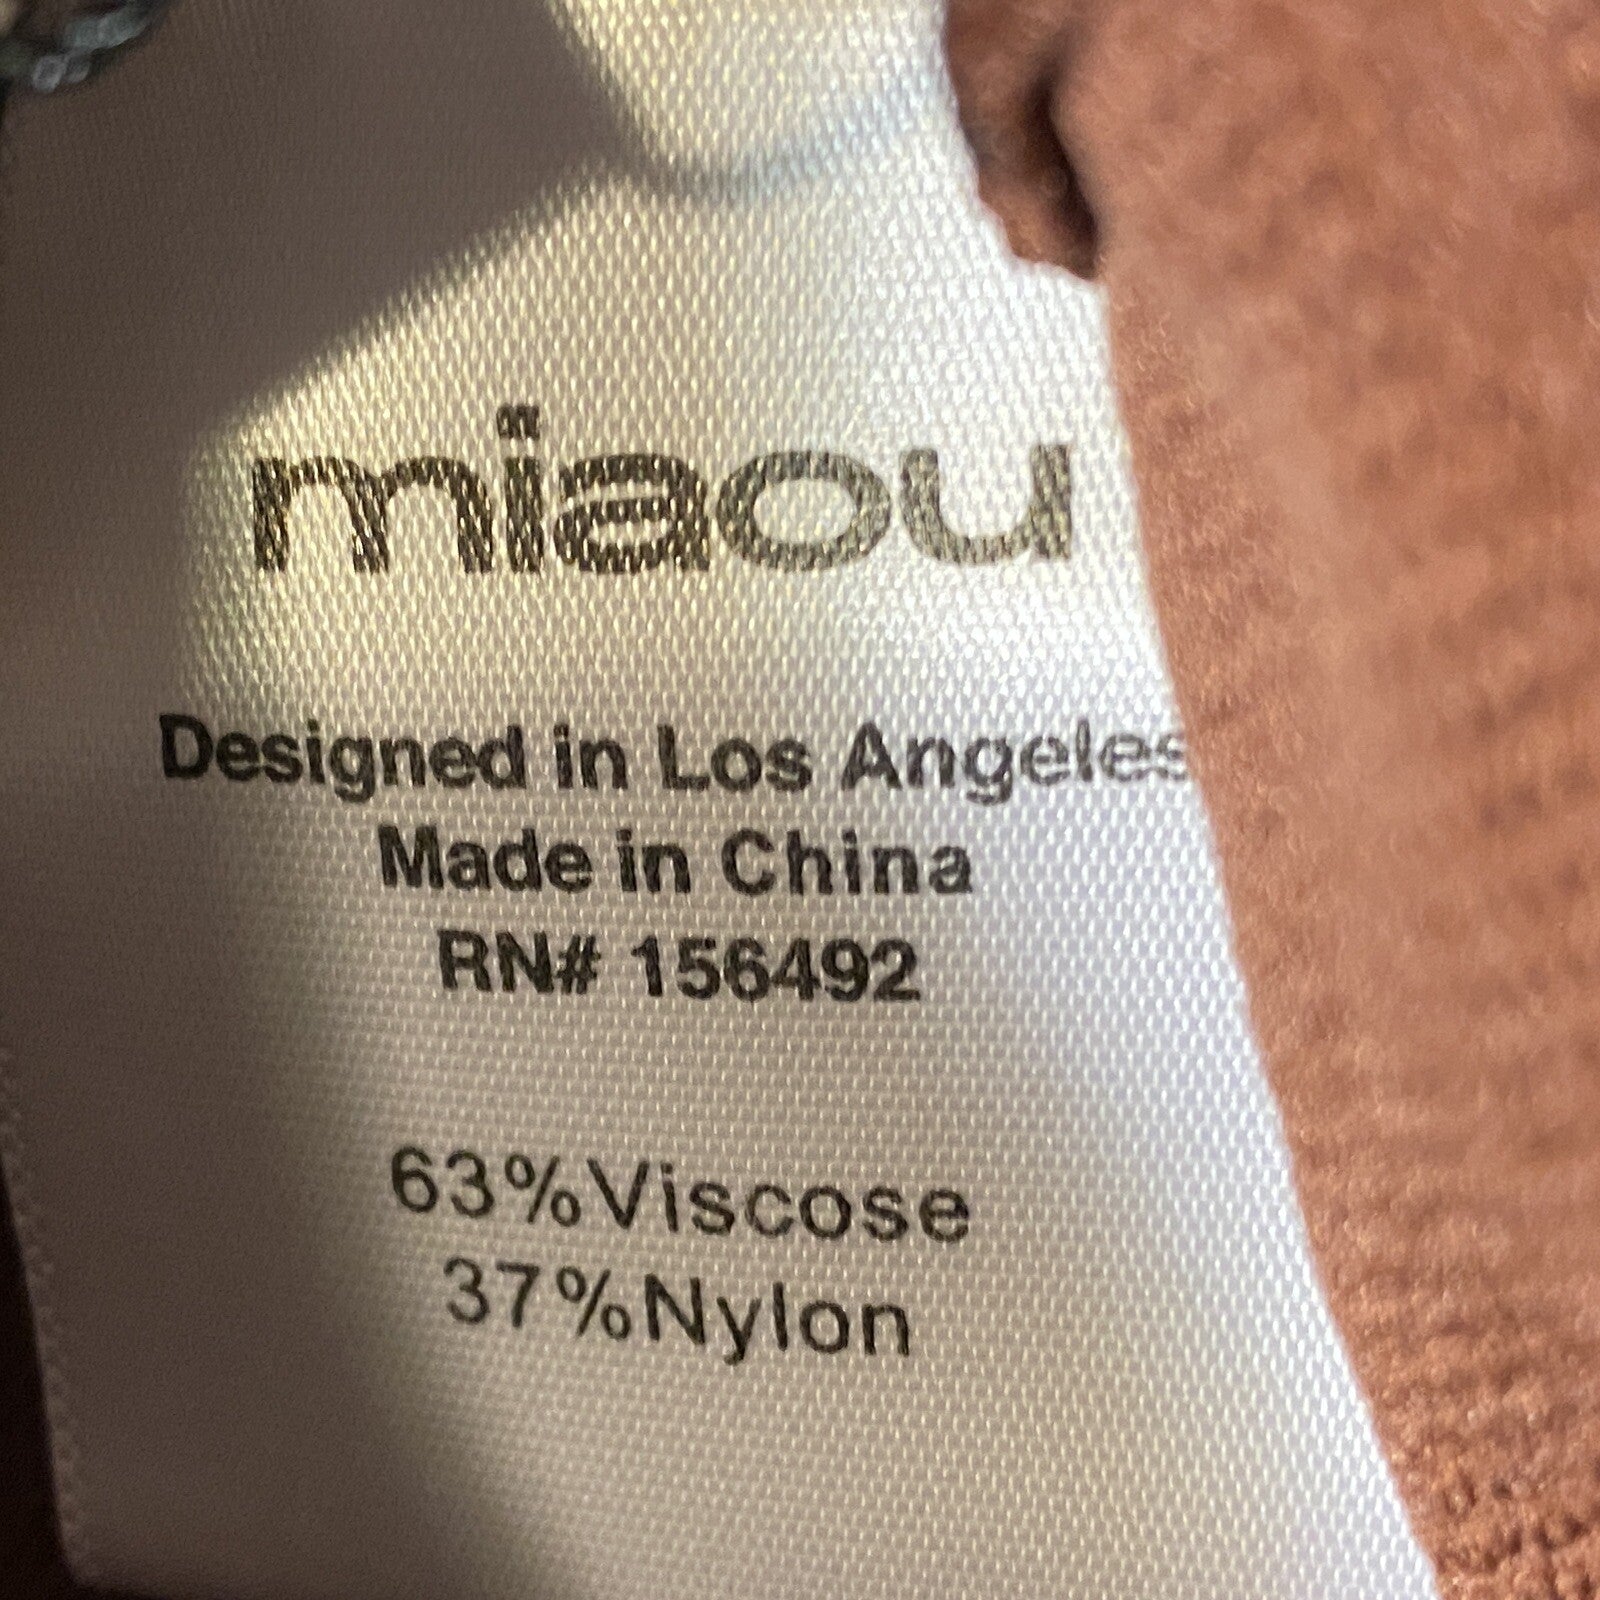 miaou
Designed in Los Angeles
Made in China
RN# 156492
63%Viscose
37%Nylon